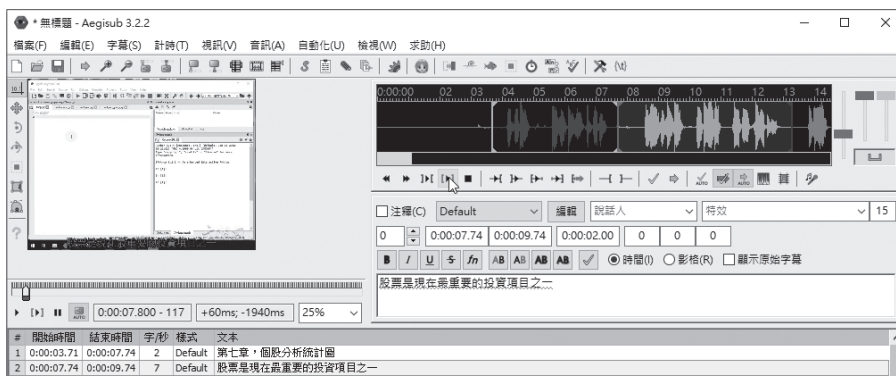 * 無標題 - Aegisub 3.2.2
檔案(F) 編輯(E) 字幕(S) 計時(T) 視訊(V) 音訊(A) 自動化(U) 檢視(W) 求助(H)
0:00:00 02 03 04 05 06 07 08 09 10 11 12 13 14
注釋(C) Default 編輯 說話人 特效 15
0 0:00:07.74 0:00:09.74 0:00:02.00 0 0 0
B I U S fn AB AB AB AB 時間(I) 影格(R) 顯示原始字幕
股票是現在最重要的投資項目之一
0:00:07.800 - 117 +60ms; -1940ms 25%
# 開始時間 結束時間 字/秒 樣式 文本
1 0:00:03.71 0:00:07.74 2 Default 第七章，個股分析統計圖
2 0:00:07.74 0:00:09.74 7 Default 股票是現在最重要的投資項目之一